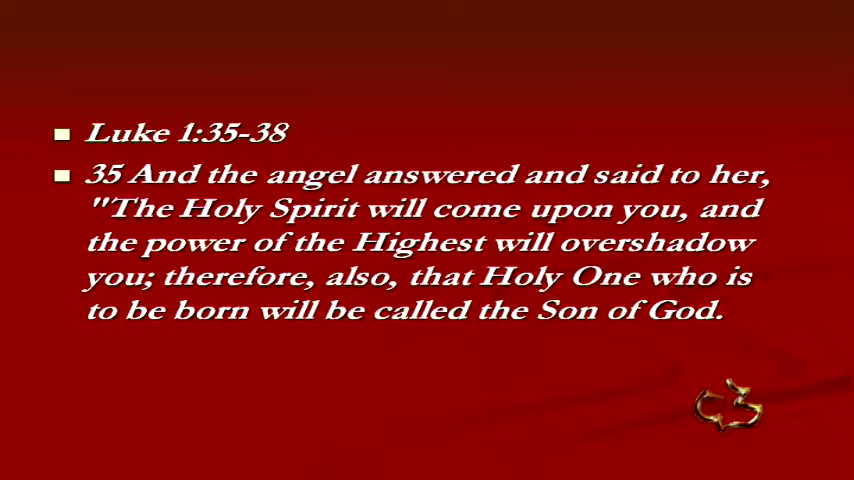 Luke 1:35-38
35 And the angel answered and said to her,
"The Holy Spirit will come upon you, and
the power of the Highest will overshadow
you; therefore, also, that Holy One who is
to be born will be called the Son of God.